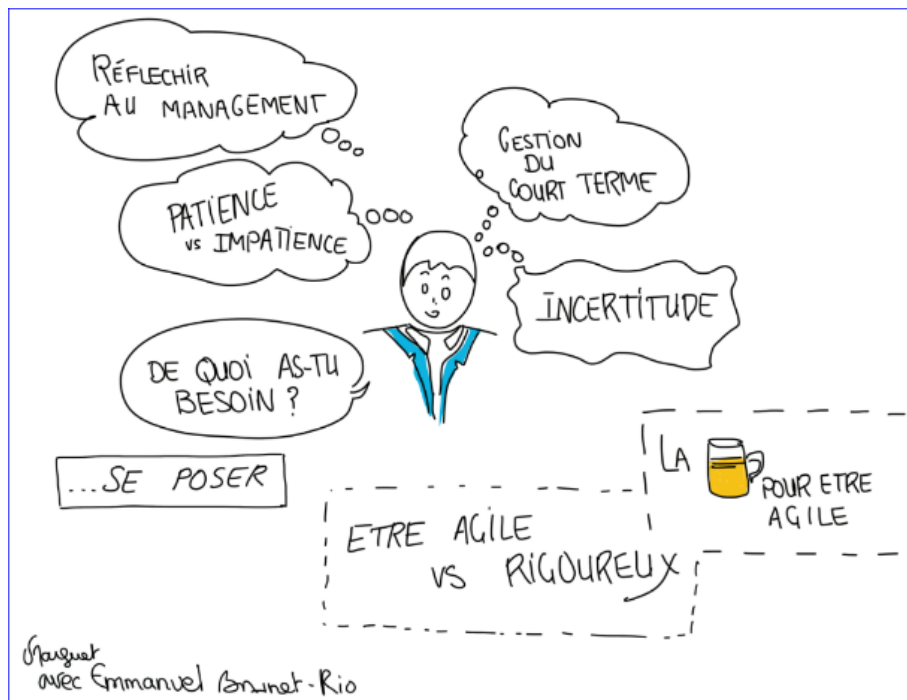 RÉFLECHIR
AU MANAGEMENT
PATIENCE
vs IMPATIENCE
GESTION
DU
COURT TERME
INCERTITUDE
DE QUOI AS-TU
BESOIN ?
...SE POSER
LA
POUR ETRE
AGILE
ETRE AGILE
VS RIGOUREUX
avec Emmanuel Brunet-Rio